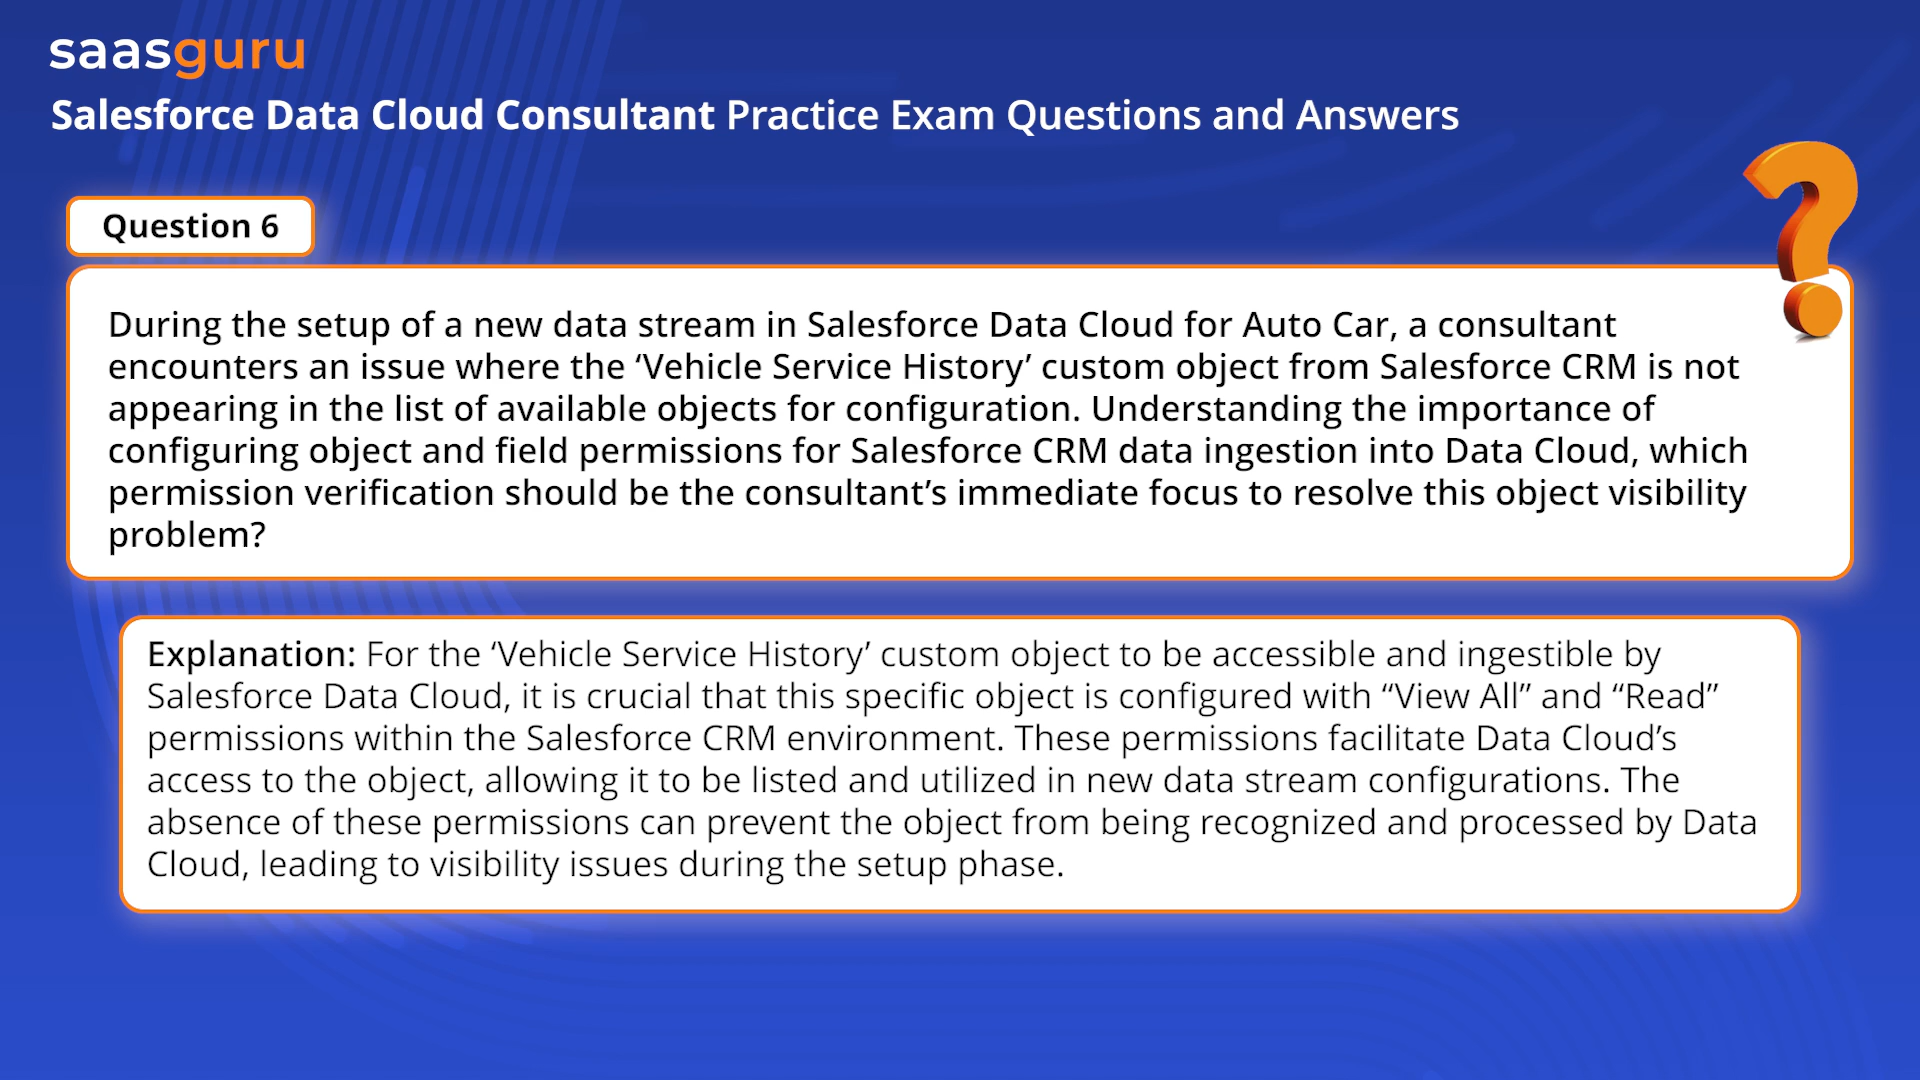 saasguru
Salesforce Data Cloud Consultant Practice Exam Questions and Answers
Question 6
During the setup of a new data stream in Salesforce Data Cloud for Auto Car, a consultant
encounters an issue where the ‘Vehicle Service History’ custom object from Salesforce CRM is not
appearing in the list of available objects for configuration. Understanding the importance of
configuring object and field permissions for Salesforce CRM data ingestion into Data Cloud, which
permission verification should be the consultant’s immediate focus to resolve this object visibility
problem?
Explanation: For the ‘Vehicle Service History’ custom object to be accessible and ingestible by
Salesforce Data Cloud, it is crucial that this specific object is configured with “View All” and “Read”
permissions within the Salesforce CRM environment. These permissions facilitate Data Cloud’s
access to the object, allowing it to be listed and utilized in new data stream configurations. The
absence of these permissions can prevent the object from being recognized and processed by Data
Cloud, leading to visibility issues during the setup phase.